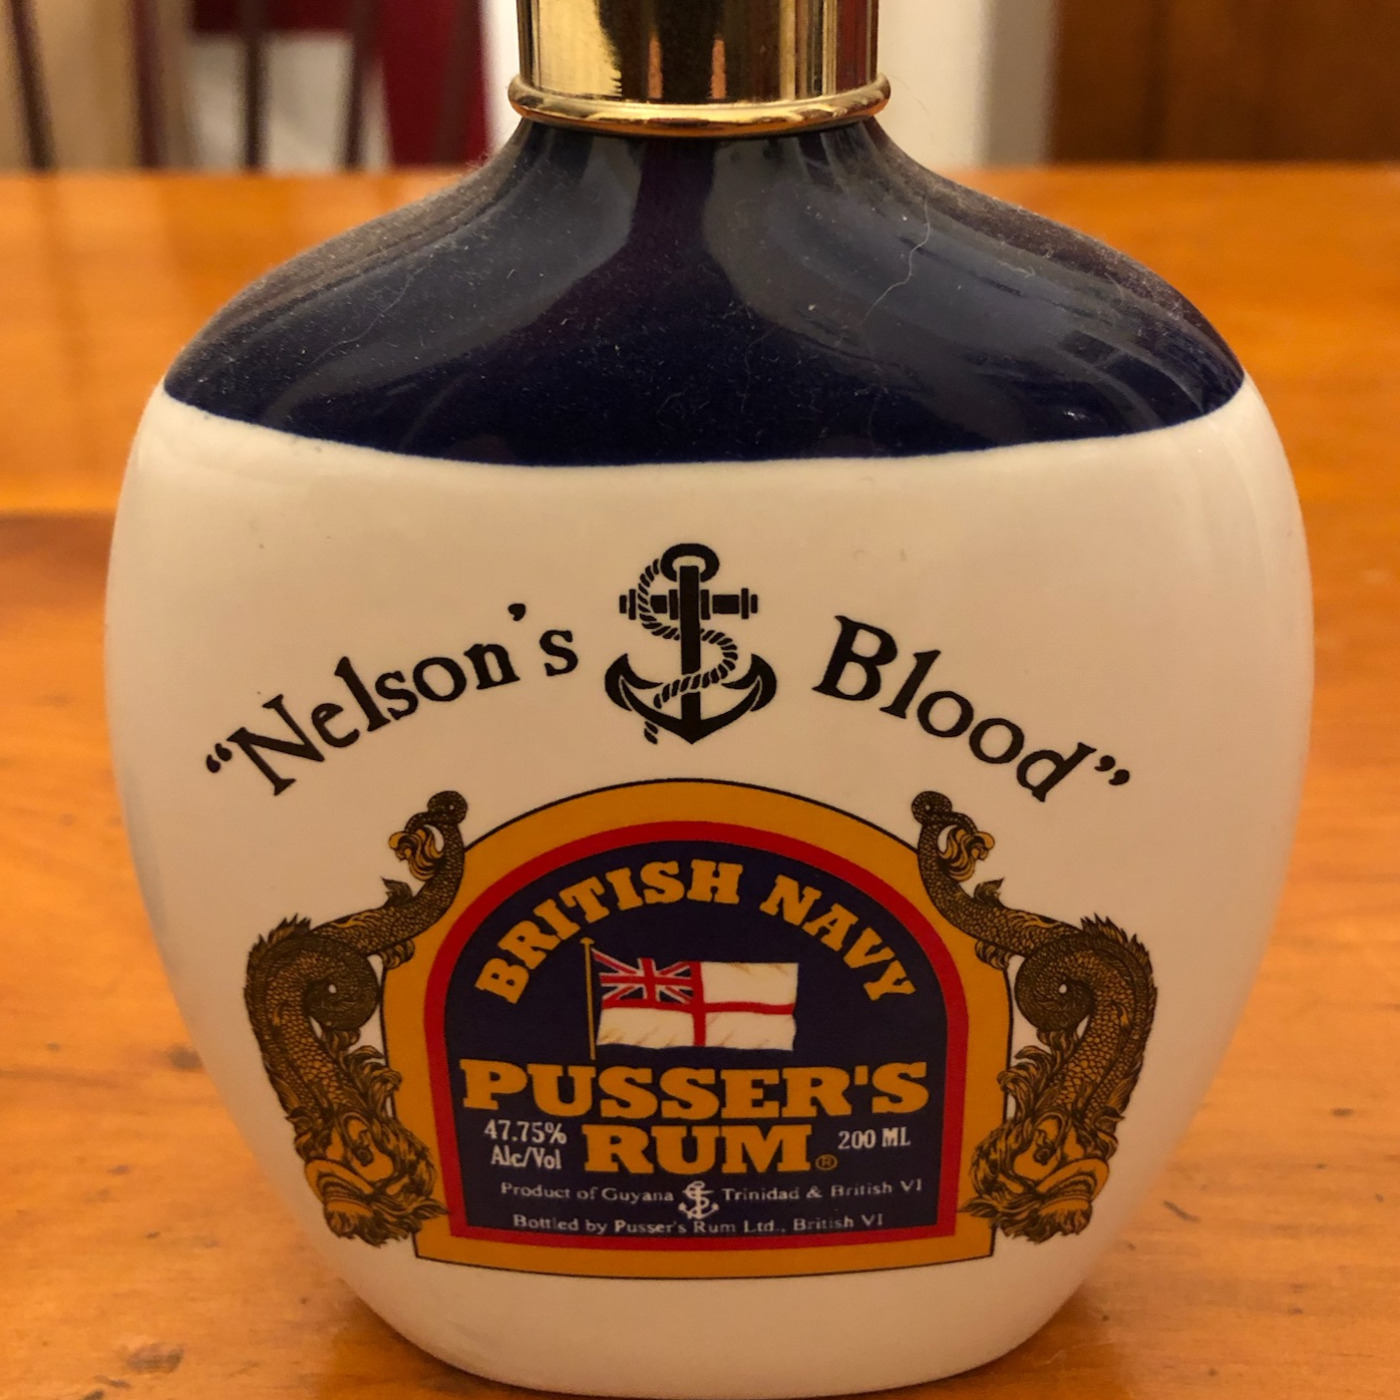 “Nelson’s Blood”
BRITISH NAVY
PUSSER'S
RUM®
47.75%
Alc/Vol
200 ML
Product of Guyana Trinidad & British VI
Bottled by Pusser's Rum Ltd., British VI